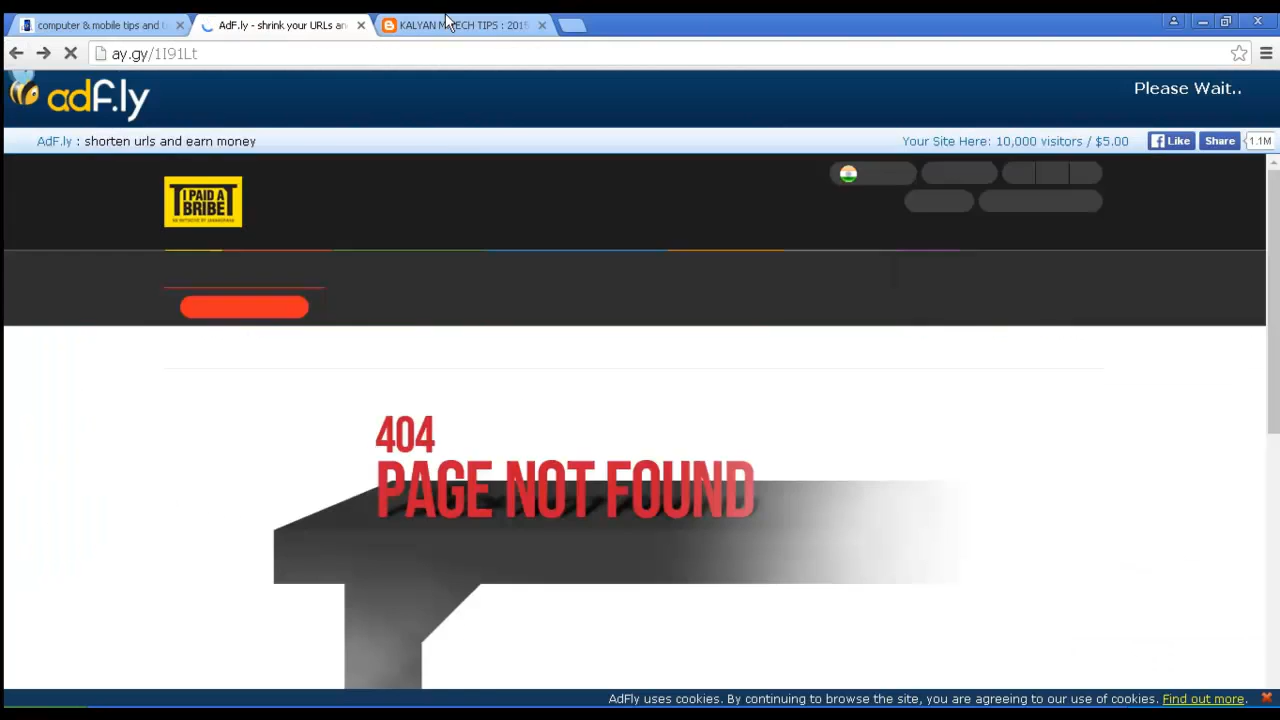 computer & mobile tips and t
AdF.ly - shrink your URLs an
KALYAN M TECH TIPS : 2015
ay.gy/1I91Lt
adf.ly
Please Wait..
AdF.ly : shorten urls and earn money
Your Site Here: 10,000 visitors / $5.00
Like
Share
1.1M
I PAID A
BRIBE
404
PAGE NOT FOUND
AdFly uses cookies. By continuing to browse the site, you are agreeing to our use of cookies. Find out more.